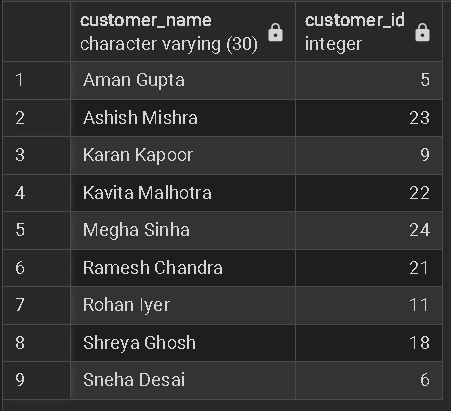 customer_name customer_id
character varying (30) integer
1 Aman Gupta 5
2 Ashish Mishra 23
3 Karan Kapoor 9
4 Kavita Malhotra 22
5 Megha Sinha 24
6 Ramesh Chandra 21
7 Rohan Iyer 11
8 Shreya Ghosh 18
9 Sneha Desai 6